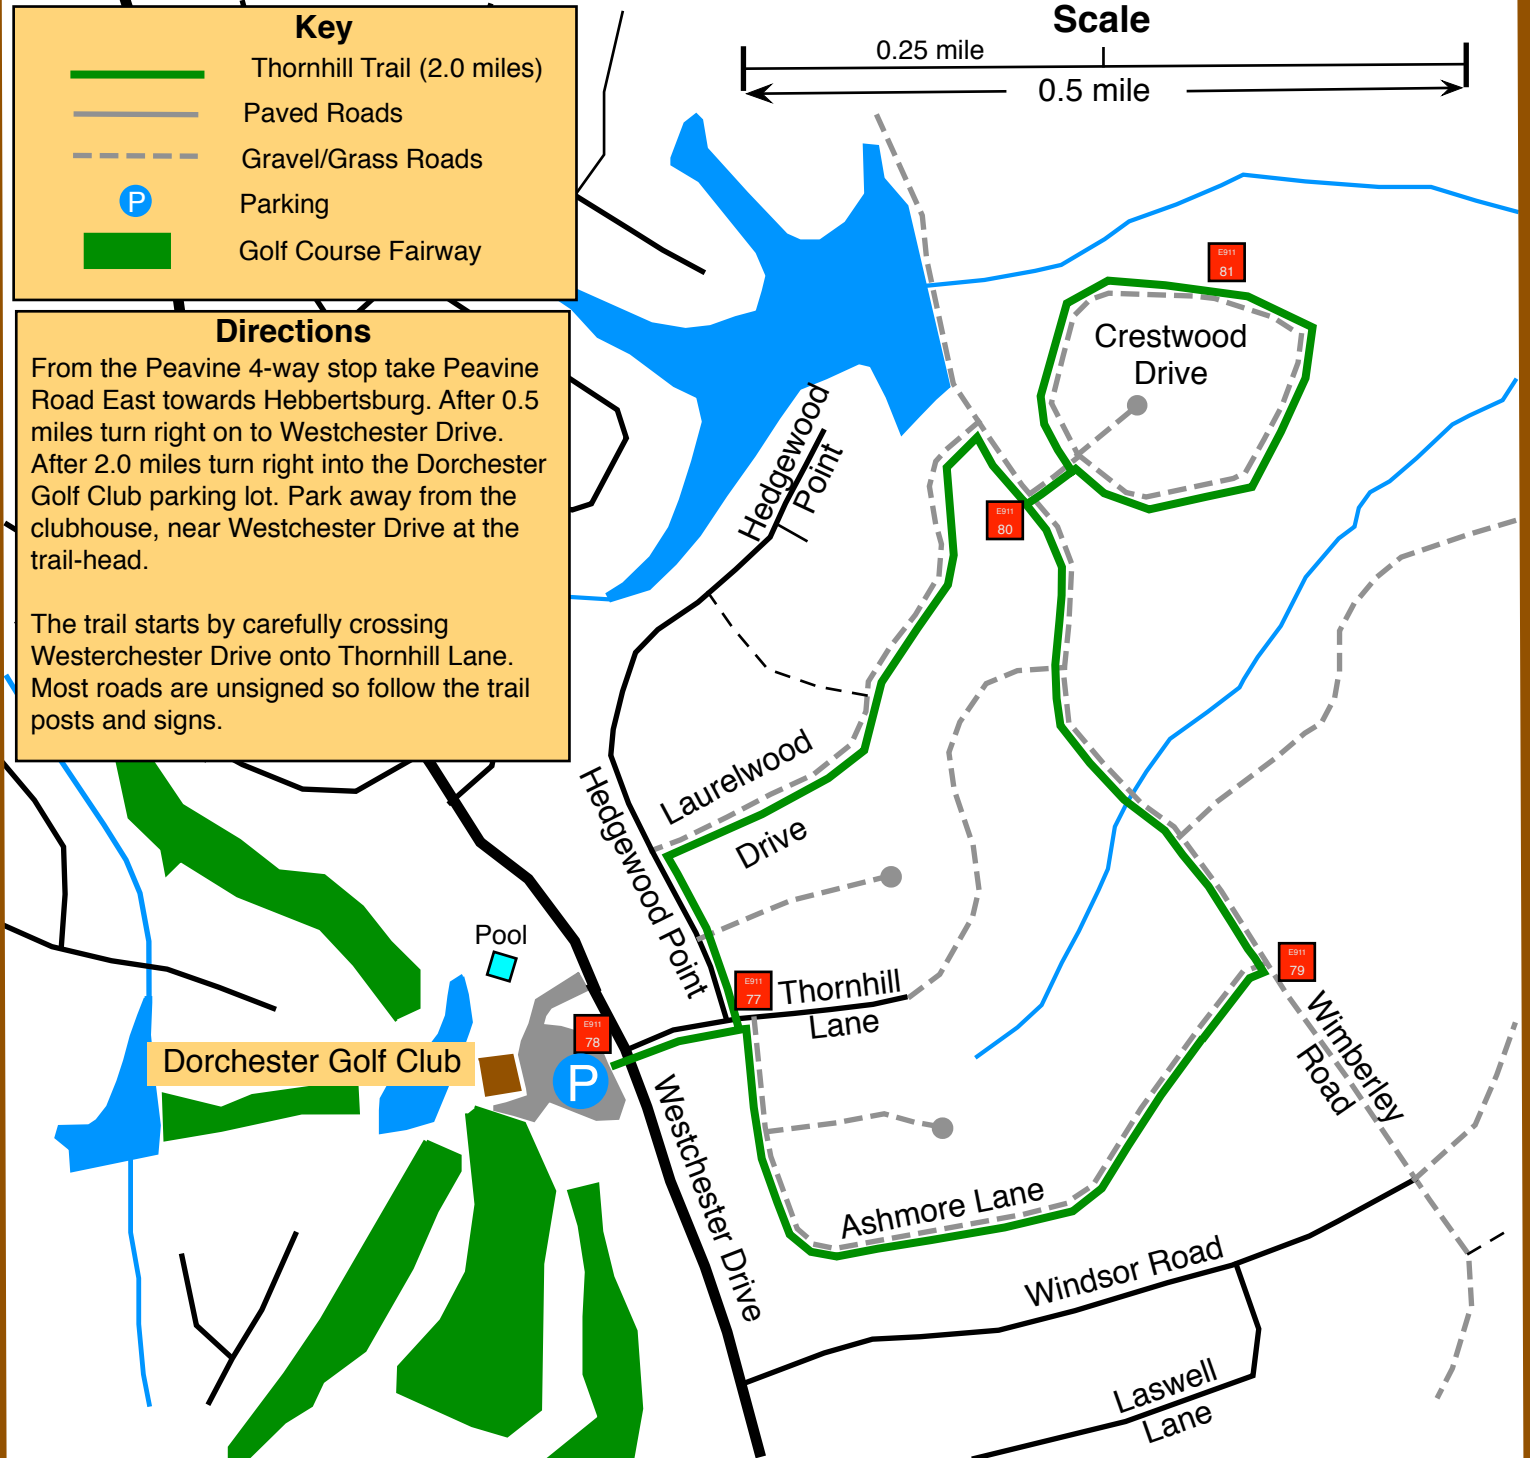 Key
Thornhill Trail (2.0 miles)
Paved Roads
Gravel/Grass Roads
P
Parking
Golf Course Fairway
Scale
0.25 mile
0.5 mile
Directions
From the Peavine 4-way stop take Peavine
Road East towards Hebbertsburg. After 0.5
miles turn right on to Westchester Drive.
After 2.0 miles turn right into the Dorchester
Golf Club parking lot. Park away from the
clubhouse, near Westchester Drive at the
trail-head.
The trail starts by carefully crossing
Westerchester Drive onto Thornhill Lane.
Most roads are unsigned so follow the trail
posts and signs.
E911
81
Crestwood
Drive
Hedgewood
Point
E911
80
Laurelwood
Drive
Hedgewood Point
Pool
E911
77
Thornhill
Lane
E911
79
E911
78
Dorchester Golf Club
P
Wimberley
Road
Westchester Drive
Ashmore Lane
Windsor Road
Laswell
Lane